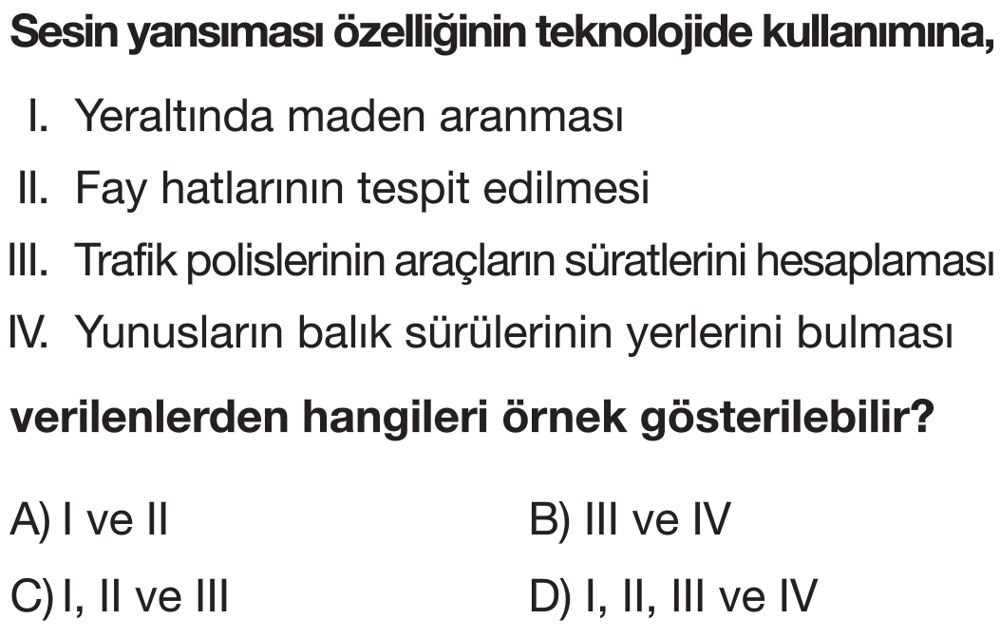 Sesin yansıması özelliğinin teknolojide kullanımına,
I. Yeraltında maden aranması
II. Fay hatlarının tespit edilmesi
III. Trafik polislerinin araçların süratlerini hesaplaması
IV. Yunusların balık sürülerinin yerlerini bulması
verilenlerden hangileri örnek gösterilebilir?
A) I ve II B) III ve IV
C) I, II ve III D) I, II, III ve IV